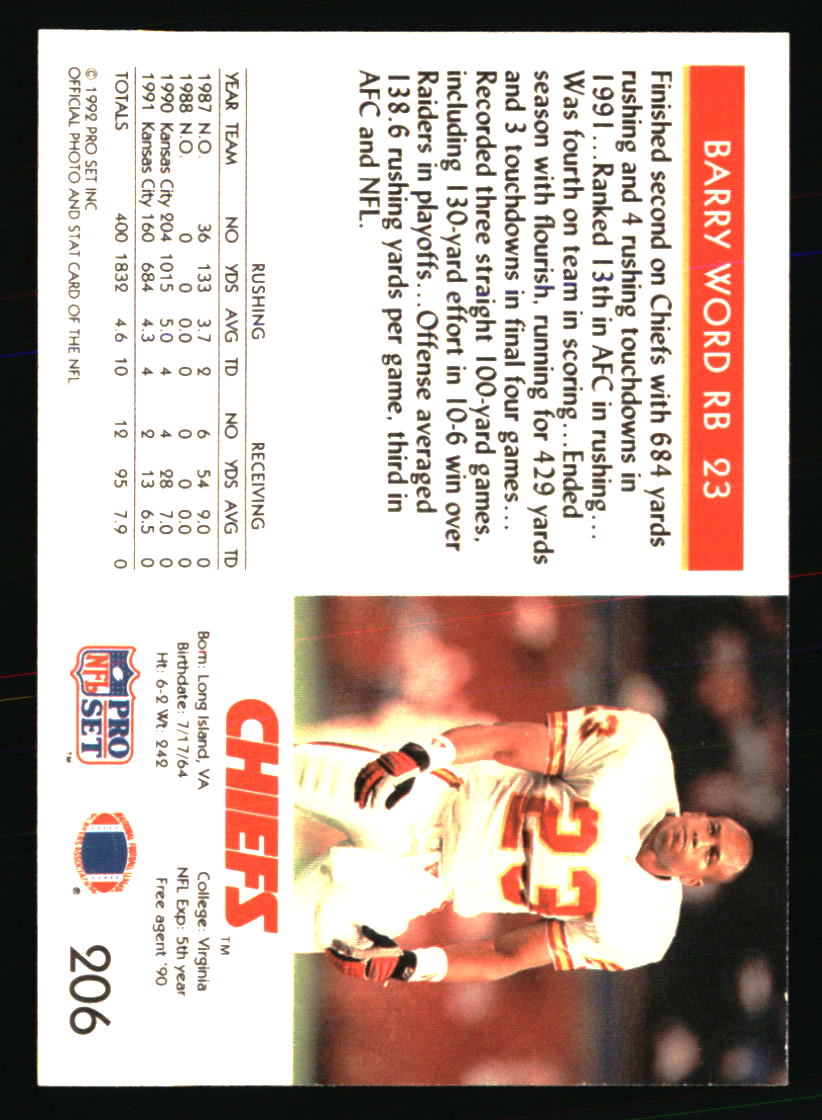 BARRY WORD RB 23
Finished second on Chiefs with 684 yards
rushing and 4 rushing touchdowns in
1991...Ranked 13th in AFC in rushing...
Was fourth on team in scoring...Ended
season with flourish, running for 429 yards
and 3 touchdowns in final four games...
Recorded three straight 100-yard games,
including 130-yard effort in 10-6 win over
Raiders in playoffs...Offense averaged
138.6 rushing yards per game, third in
AFC and NFL.
RUSHING RECEIVING
YEAR TEAM NO YDS AVG TD NO YDS AVG TD
1987 N.O. 36 133 3.7 2 6 54 9.0 0
1988 N.O. 0 0 0.0 0 0 0 0.0 0
1990 Kansas City 204 1015 5.0 4 4 28 7.0 0
1991 Kansas City 160 684 4.3 4 2 13 6.5 0
TOTALS 400 1832 4.6 10 12 95 7.9 0
© 1992 PRO SET INC.
OFFICIAL PHOTO AND STAT CARD OF THE NFL
23
23
CHIEFS™
Born: Long Island, VA College: Virginia
Birthdate: 7/17/64 NFL Exp: 5th year
Ht: 6-2 Wt: 242 Free agent '90
PRO
NFL SET™
®
206